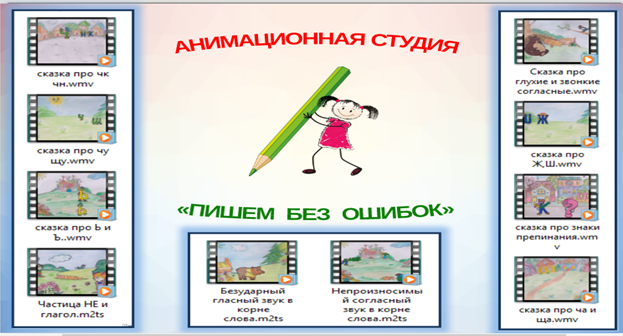 АНИМАЦИОННАЯ СТУДИЯ
«ПИШЕМ БЕЗ ОШИБОК»
сказка про чк
чн.wmv
сказка про чу
щу.wmv
сказка про Ь и
Ъ..wmv
Частица НЕ и
глагол.m2ts
Безударный
гласный звук в
корне
слова.m2ts
Непроизносимы
й согласный
звук в корне
слова.m2ts
Сказка про
глухие и звонкие
согласные.wmv
сказка про
Ж,Ш.wmv
сказка про знаки
препинания.wm
v
сказка про ча и
ща.wmv